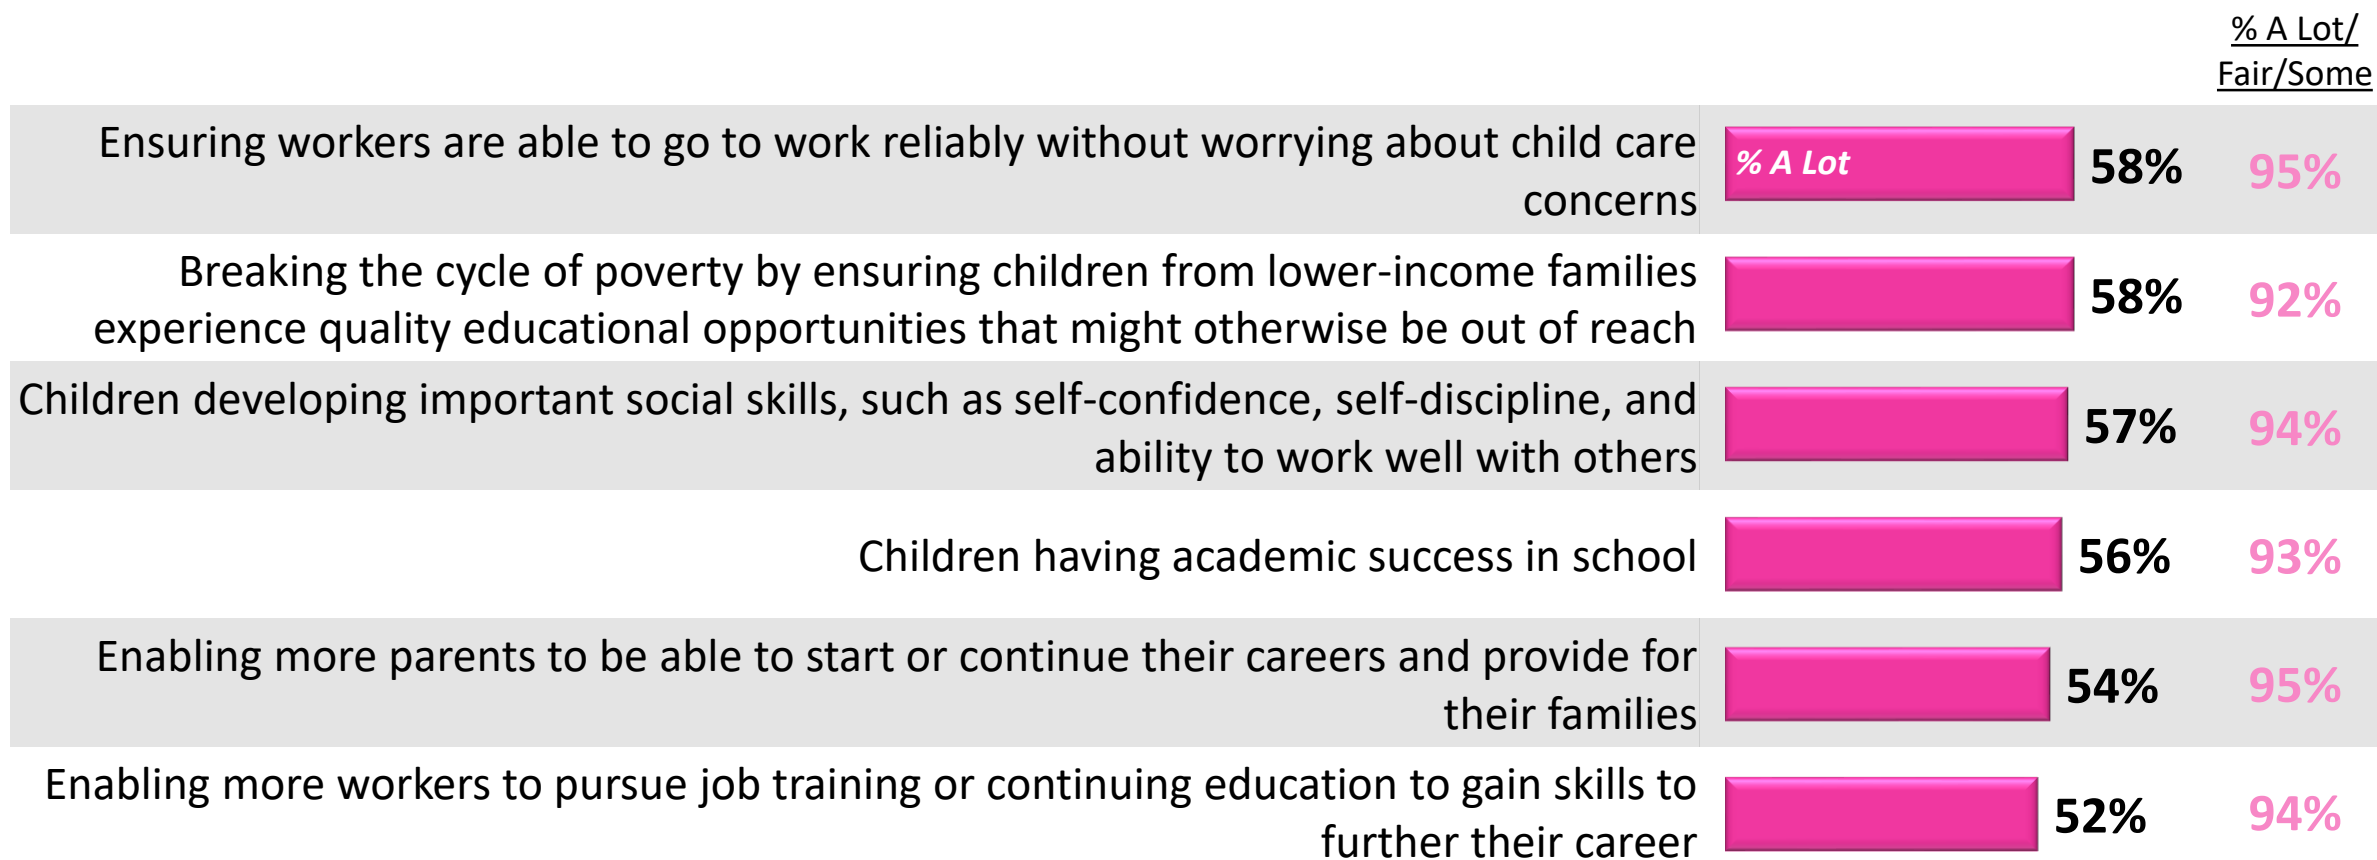 % A Lot/
Fair/Some
Ensuring workers are able to go to work reliably without worrying about child care
concerns
% A Lot
58%
95%
Breaking the cycle of poverty by ensuring children from lower-income families
experience quality educational opportunities that might otherwise be out of reach
58%
92%
Children developing important social skills, such as self-confidence, self-discipline, and
ability to work well with others
57%
94%
Children having academic success in school
56%
93%
Enabling more parents to be able to start or continue their careers and provide for
their families
54%
95%
Enabling more workers to pursue job training or continuing education to gain skills to
further their career
52%
94%